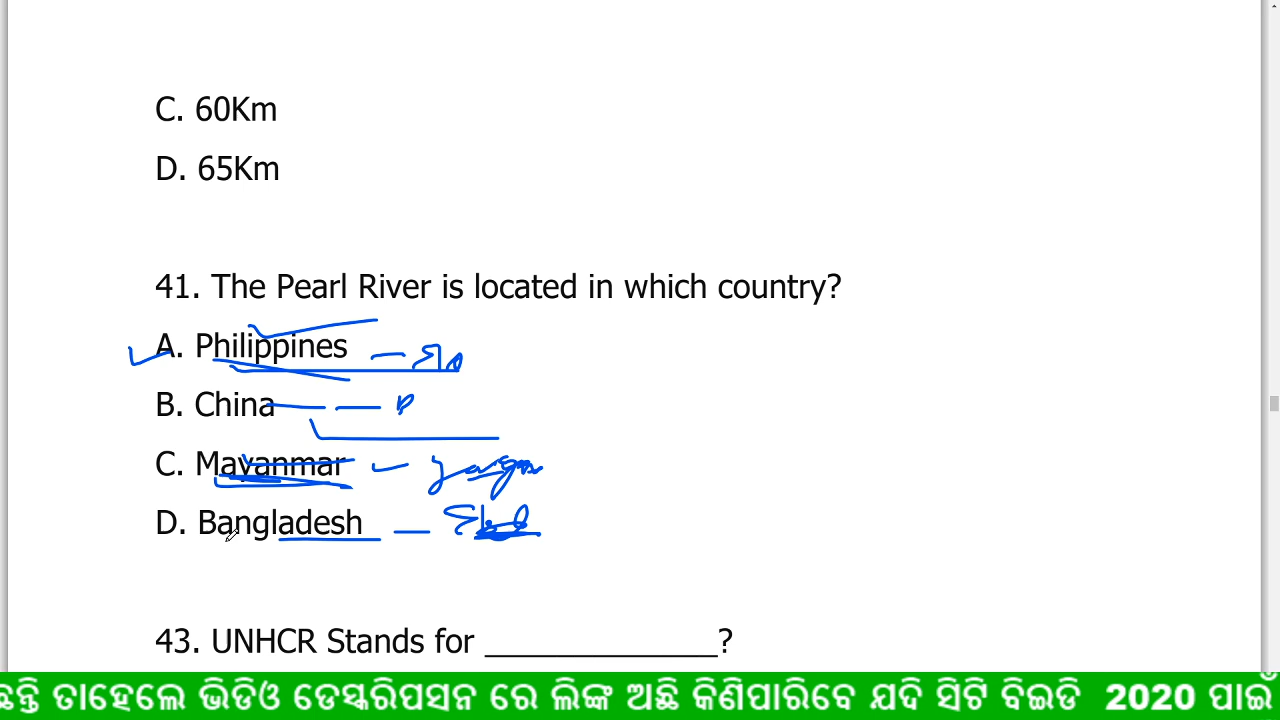 C. 60Km
D. 65Km
41. The Pearl River is located in which country?
A. Philippines
B. China
C. Mayanmar
D. Bangladesh
43. UNHCR Stands for ______________?
ଛନ୍ତି ତାହେଲେ ଭିଡିଓ ଡେସ୍କରିପସନ ରେ ଲିଙ୍କ ଅଛି କିଣିପାରିବେ ଯଦି ସିଟି ବିଇଡି 2020 ପାଇଁ